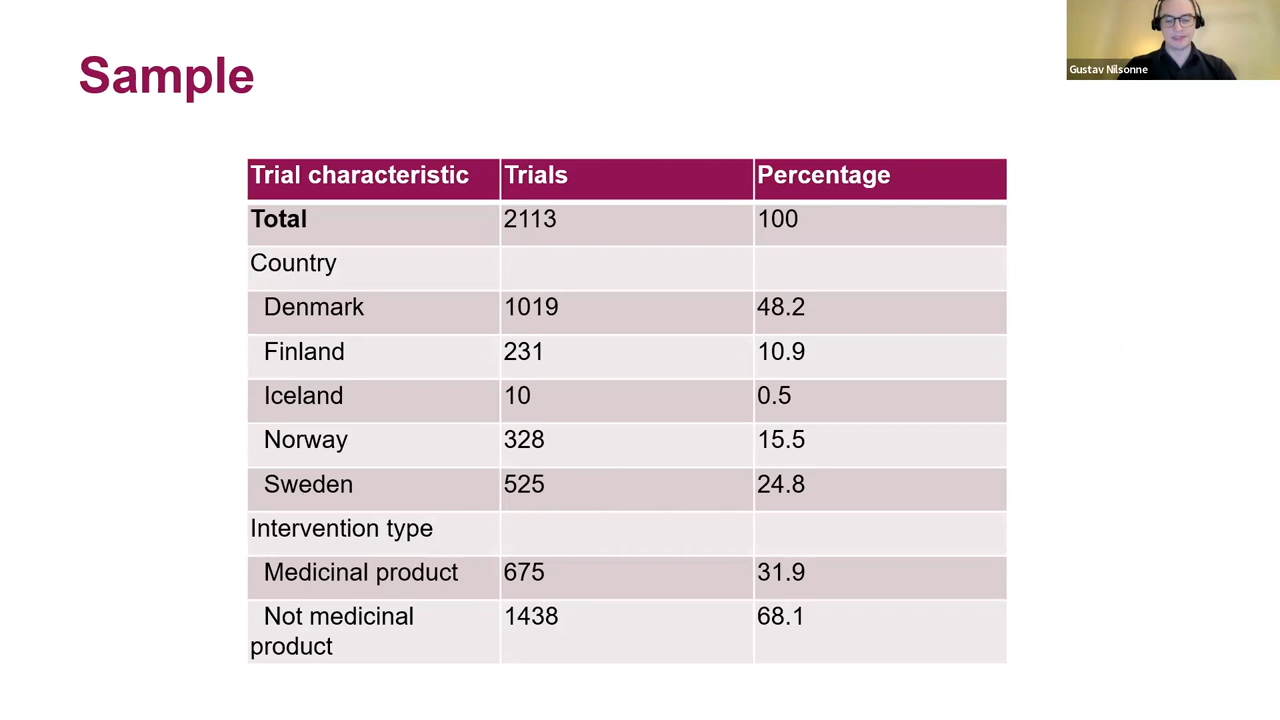 Sample
Gustav Nilsonne
Trial characteristic Trials Percentage
Total 2113 100
Country
Denmark 1019 48.2
Finland 231 10.9
Iceland 10 0.5
Norway 328 15.5
Sweden 525 24.8
Intervention type
Medicinal product 675 31.9
Not medicinal 1438 68.1
product